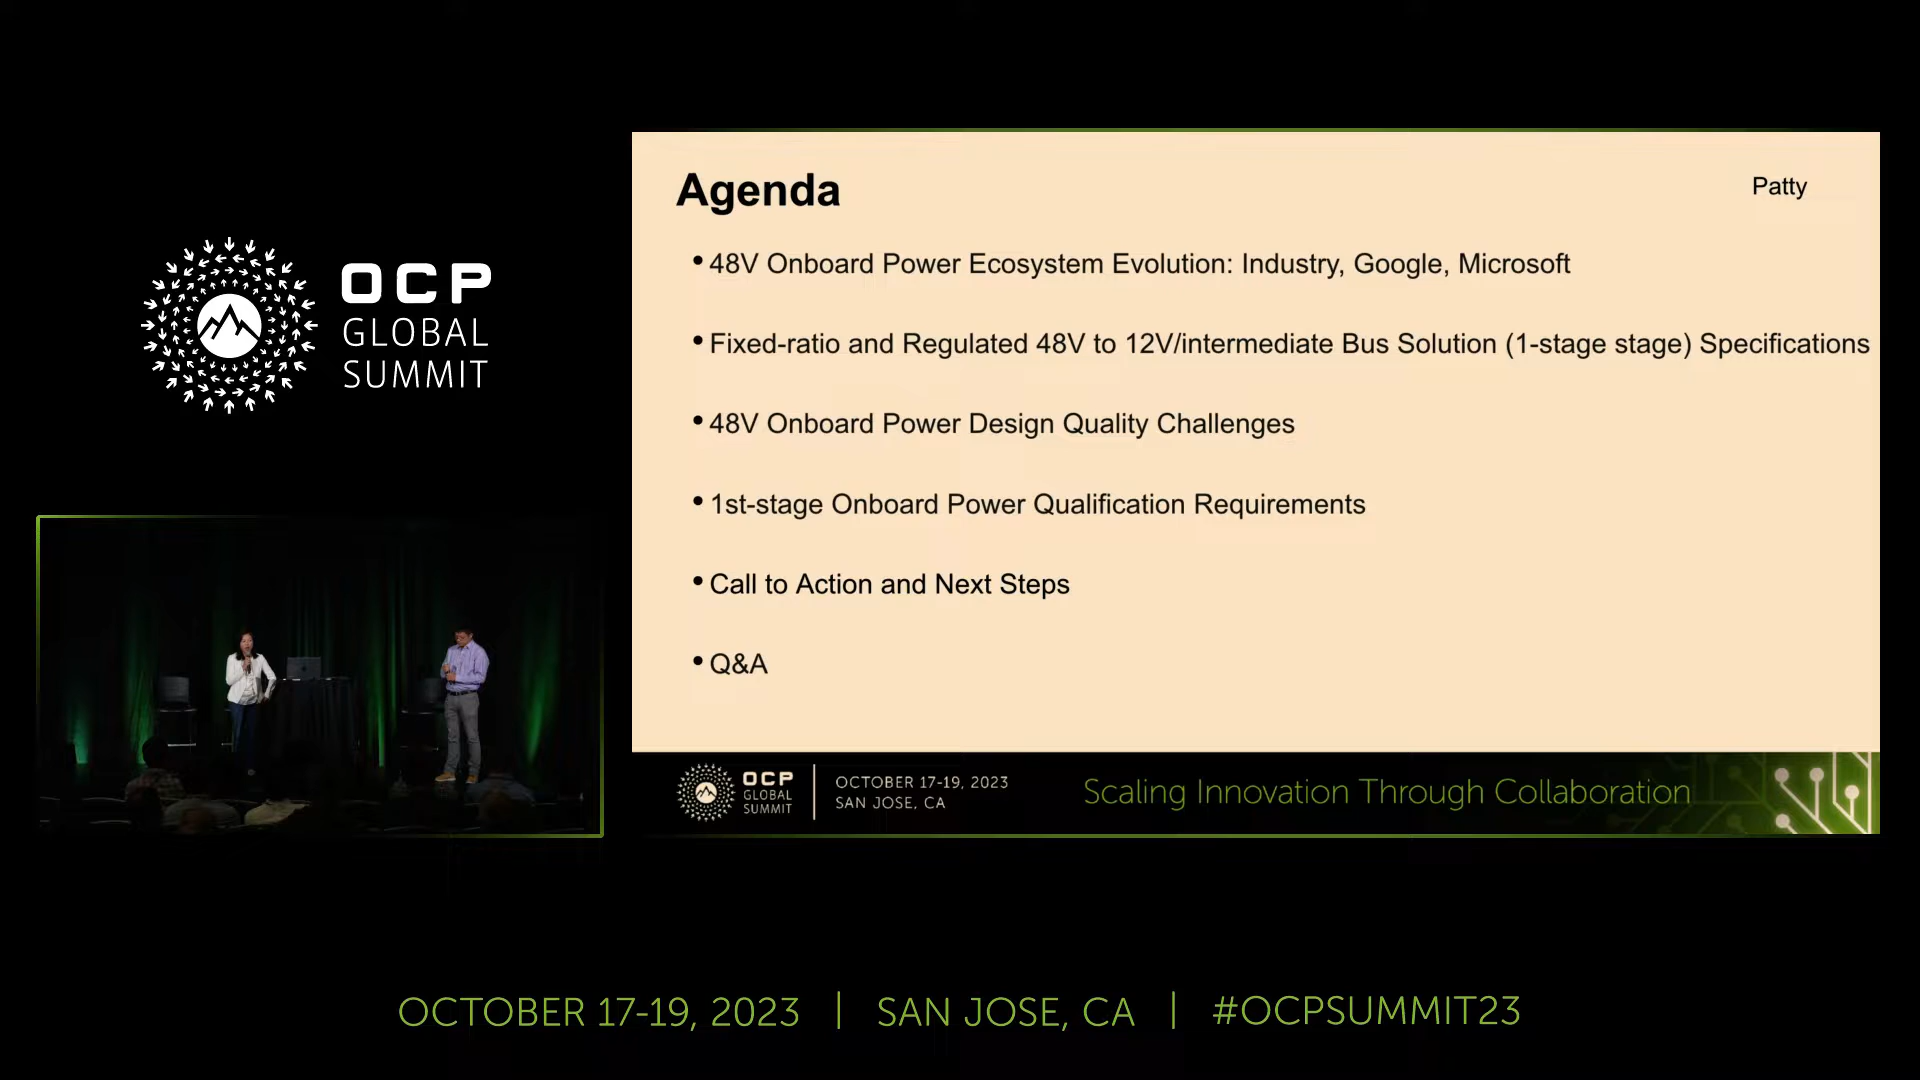 OCP
GLOBAL
SUMMIT
Agenda
Patty
• 48V Onboard Power Ecosystem Evolution: Industry, Google, Microsoft
• Fixed-ratio and Regulated 48V to 12V/intermediate Bus Solution (1-stage stage) Specifications
• 48V Onboard Power Design Quality Challenges
• 1st-stage Onboard Power Qualification Requirements
• Call to Action and Next Steps
• Q&A
OCP
GLOBAL
SUMMIT
OCTOBER 17-19, 2023
SAN JOSE, CA
Scaling Innovation Through Collaboration
OCTOBER 17-19, 2023 | SAN JOSE, CA | #OCPSUMMIT23